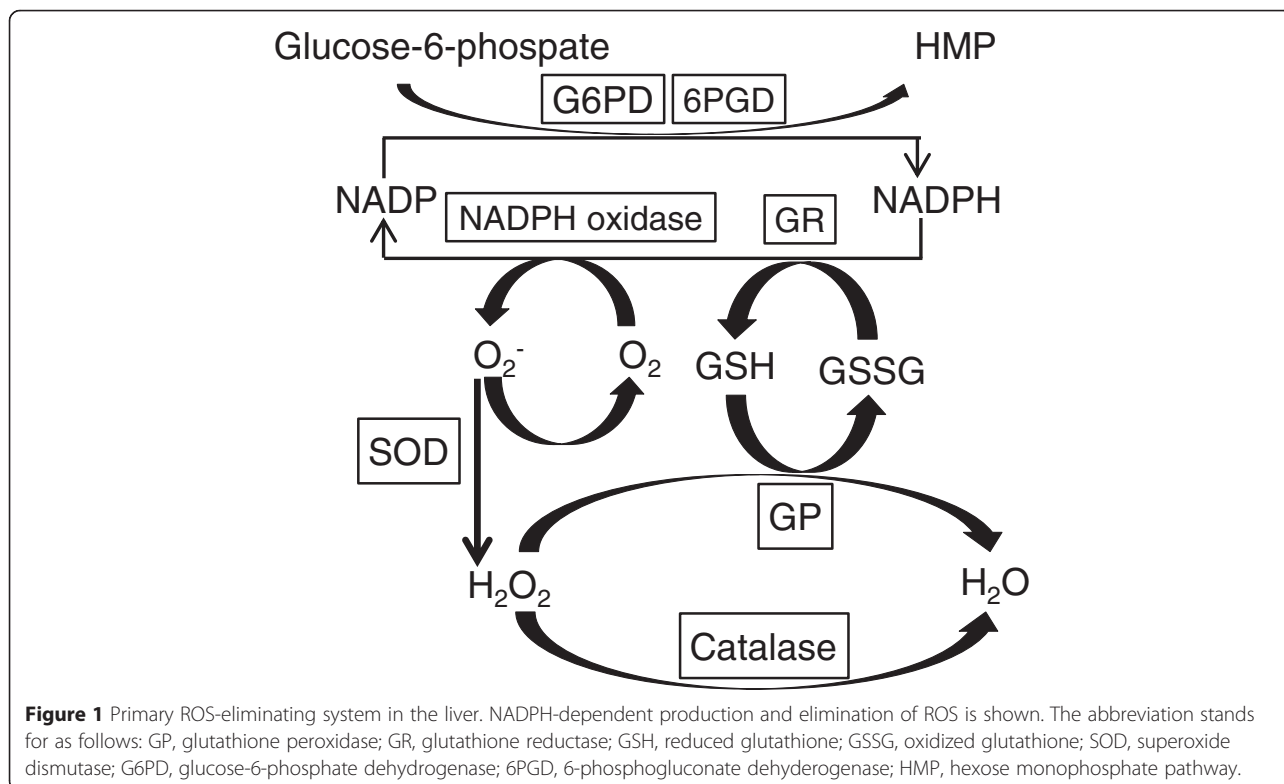 Glucose-6-phospate HMP
G6PD 6PGD
NADP NADPH oxidase GR NADPH
O₂⁻ O₂ GSH GSSG
SOD
GP
H₂O₂ H₂O
Catalase
Figure 1 Primary ROS-eliminating system in the liver. NADPH-dependent production and elimination of ROS is shown. The abbreviation stands
for as follows: GP, glutathione peroxidase; GR, glutathione reductase; GSH, reduced glutathione; GSSG, oxidized glutathione; SOD, superoxide
dismutase; G6PD, glucose-6-phosphate dehydrogenase; 6PGD, 6-phosphogluconate dehyderogenase; HMP, hexose monophosphate pathway.